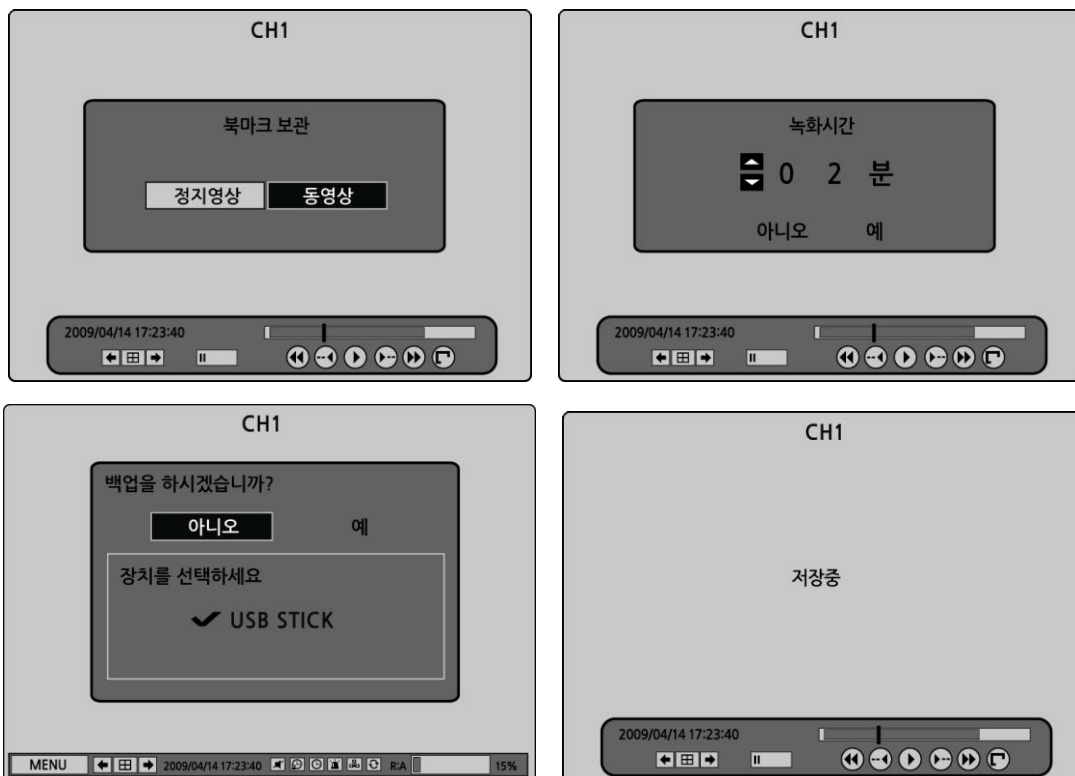 CH1
북마크 보관
정지영상 동영상
2009/04/14 17:23:40
CH1
녹화시간
0 2 분
아니오 예
2009/04/14 17:23:40
CH1
백업을 하시겠습니까?
아니오 예
장치를 선택하세요
USB STICK
MENU 2009/04/14 17:23:40 R:A 15%
CH1
저장중
2009/04/14 17:23:40